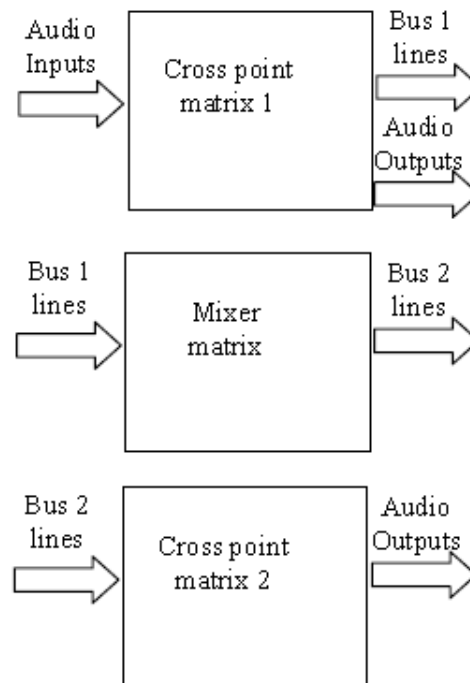 Audio
Inputs
Cross point
matrix 1
Bus 1
lines
Audio
Outputs
Bus 1
lines
Mixer
matrix
Bus 2
lines
Bus 2
lines
Cross point
matrix 2
Audio
Outputs